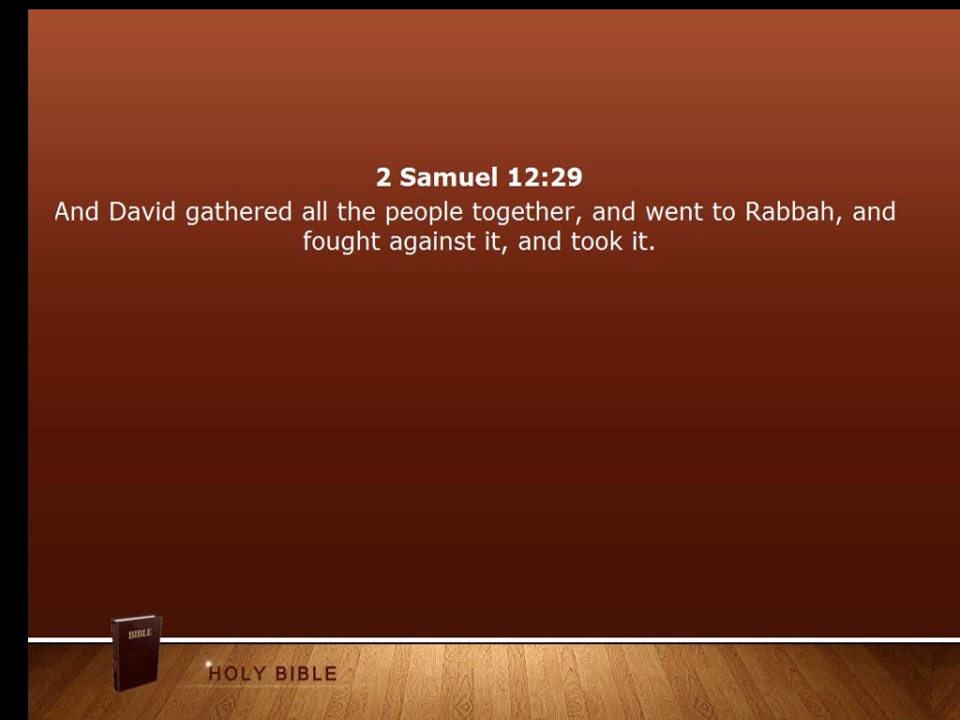 2 Samuel 12:29
And David gathered all the people together, and went to Rabbah, and
fought against it, and took it.
BIBLE
HOLY BIBLE